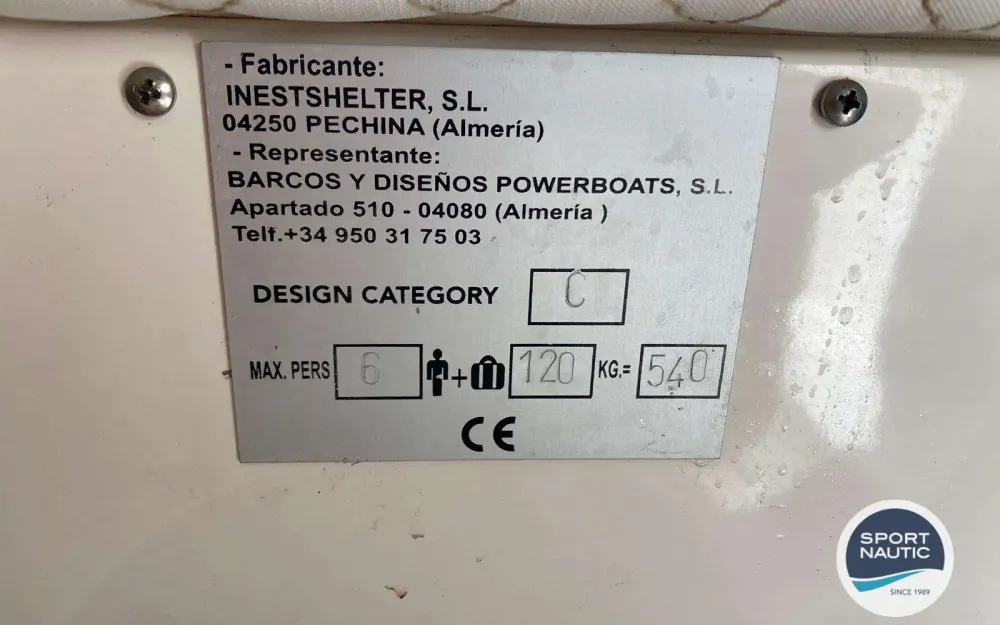 - Fabricante:
INESTSHELTER, S.L.
04250 PECHINA (Almería)
- Representante:
BARCOS Y DISEÑOS POWERBOATS, S.L.
Apartado 510 - 04080 (Almería )
Telf.+34 950 31 75 03
DESIGN CATEGORY C
MAX. PERS 6 + 120 KG.= 540
CE
SPORT
NAUTIC
SINCE 1989